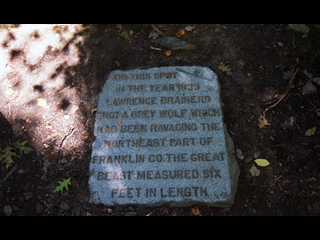 ON THIS SPOT
IN THE YEAR 1839
LAWRENCE BRAINERD
SHOT A GREY WOLF WHICH
HAD BEEN RAVAGING THE
NORTHEAST PART OF
FRANKLIN CO. THE GREAT
BEAST MEASURED SIX
FEET IN LENGTH.